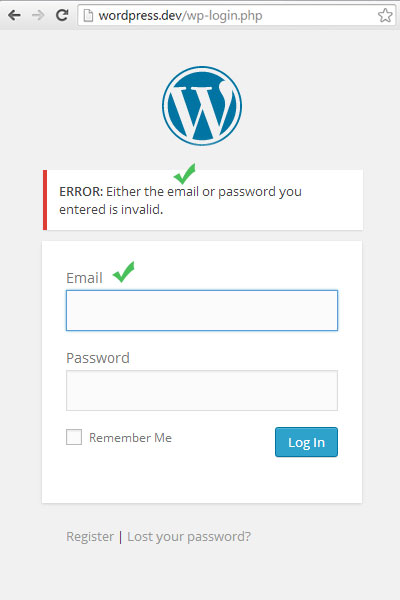 wordpress.dev/wp-login.php
W
ERROR: Either the email or password you
entered is invalid.
Email
Password
Remember Me
Log In
Register | Lost your password?